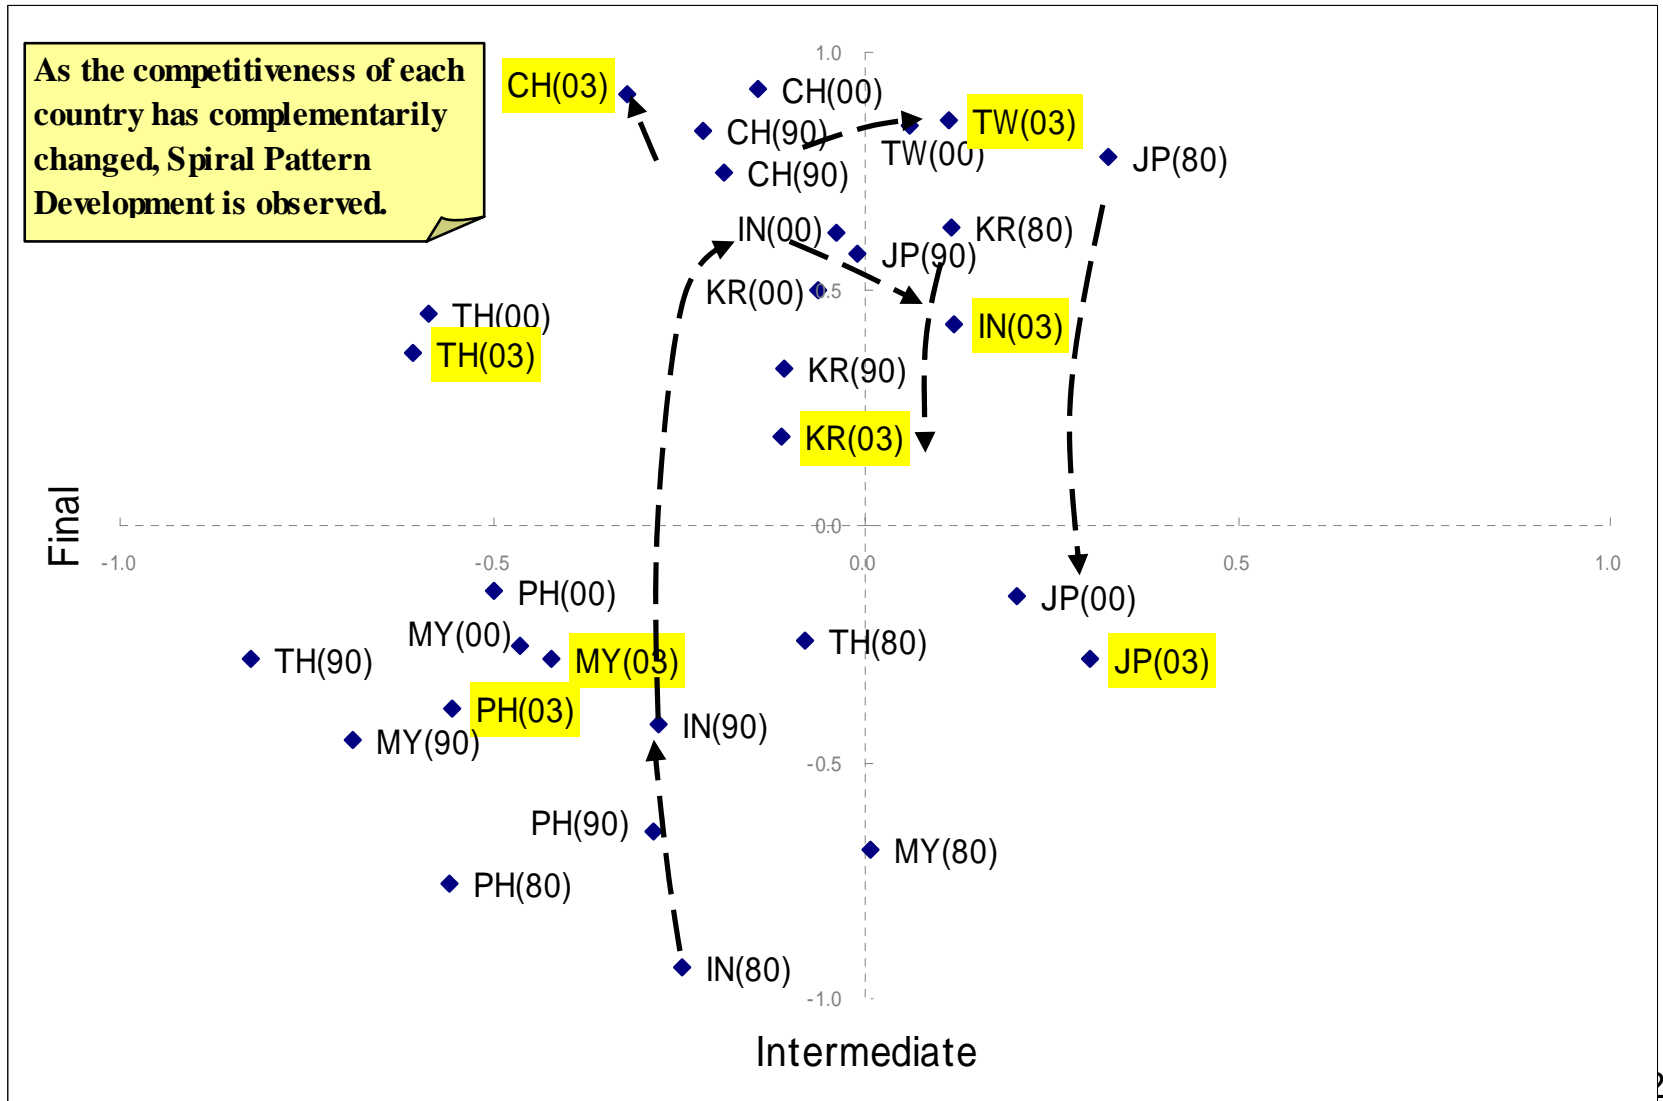 As the competitiveness of each
country has complementarily
changed, Spiral Pattern
Development is observed.
1.0
CH(03)
CH(00)
CH(90)
TW(03)
TW(00)
JP(80)
CH(90)
IN(00)
KR(80)
JP(90)
KR(00)
0.5
TH(00)
IN(03)
TH(03)
KR(90)
KR(03)
Final
0.0
-1.0
-0.5
0.0
0.5
1.0
PH(00)
JP(00)
MY(00)
TH(80)
TH(90)
MY(03)
JP(03)
PH(03)
IN(90)
MY(90)
-0.5
PH(90)
MY(80)
PH(80)
IN(80)
-1.0
Intermediate